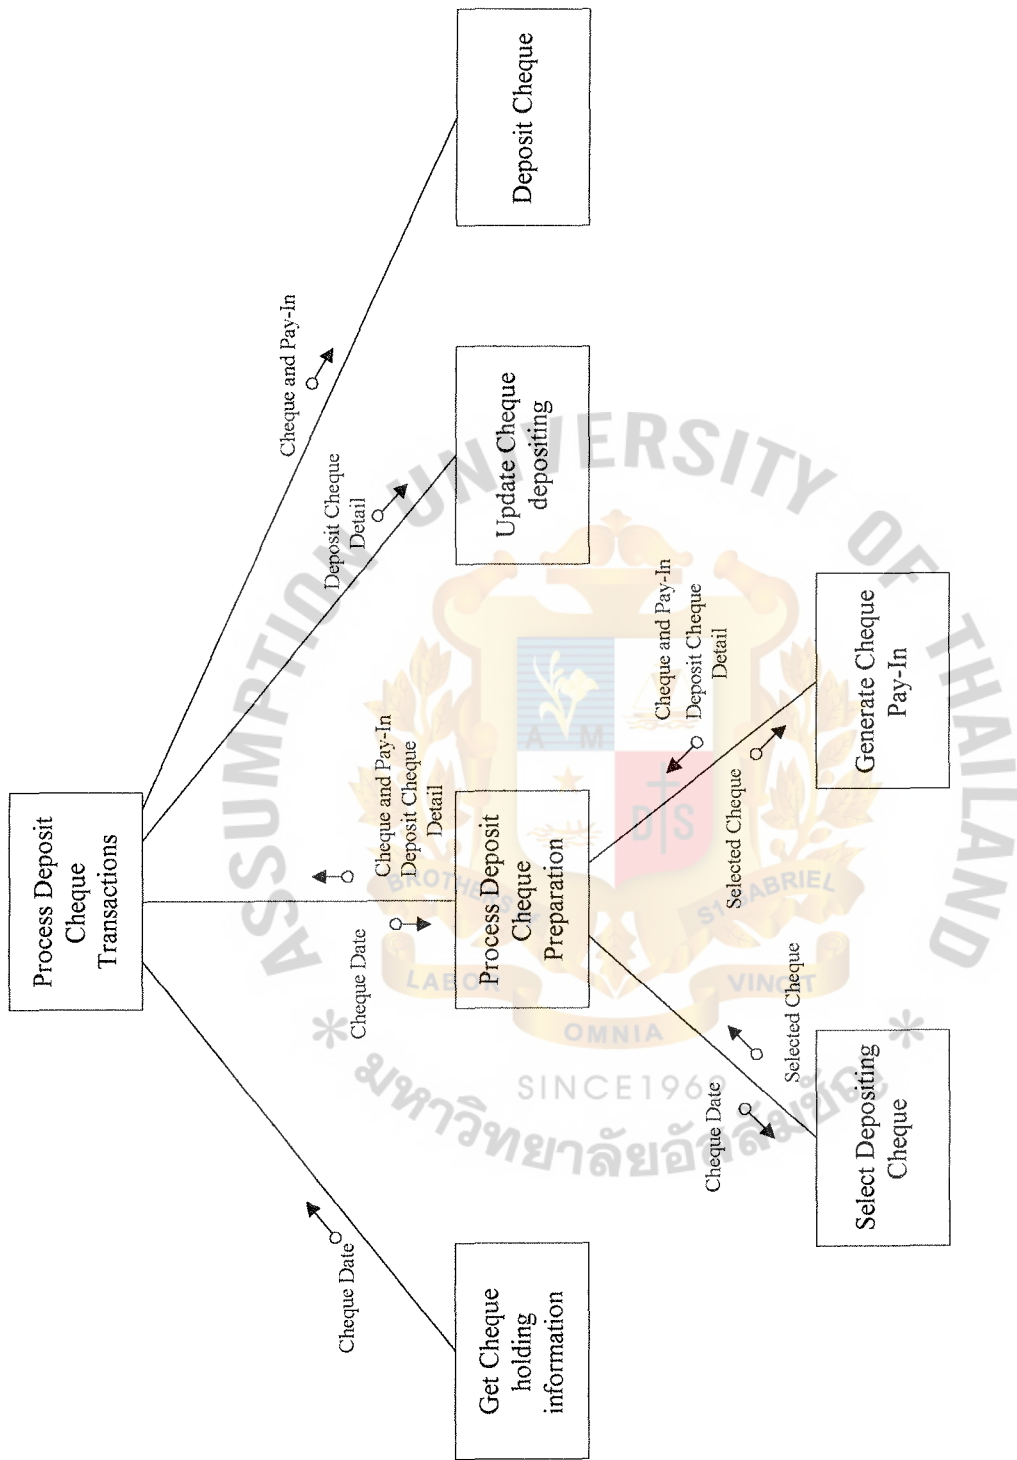 Process Deposit
Cheque
Transactions
Cheque Date
Cheque Date
Cheque and Pay-In
Deposit Cheque
Detail
Deposit Cheque
Detail
Cheque and Pay-In
Get Cheque
holding
information
Process Deposit
Cheque
Preparation
Update Cheque
depositing
Deposit Cheque
Cheque Date
Selected Cheque
Selected Cheque
Cheque and Pay-In
Deposit Cheque
Detail
Select Depositing
Cheque
Generate Cheque
Pay-In
ASSUMPTION UNIVERSITY OF THAILAND
A M
D S
BROTHERS OF
ST GABRIEL
LABOR
OMNIA
VINCIT
SINCE1969
* มหาวิทยาลัยอัสสัมชัญ *